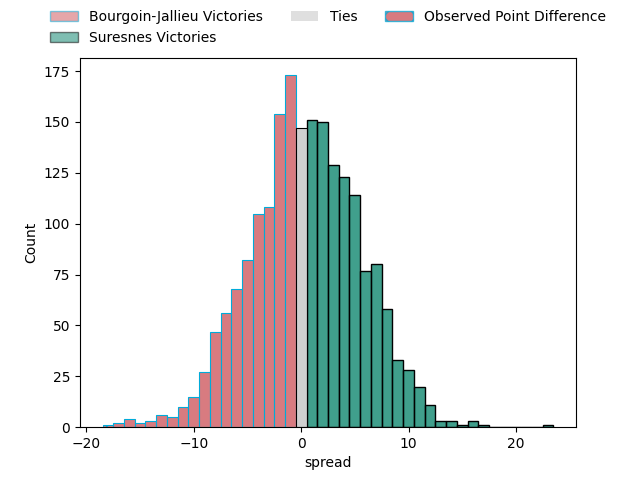 Bourgoin-Jallieu Victories
Suresnes Victories
Ties
Observed Point Difference
175
150
125
100
75
50
25
0
Count
−20
−10
0
10
20
spread